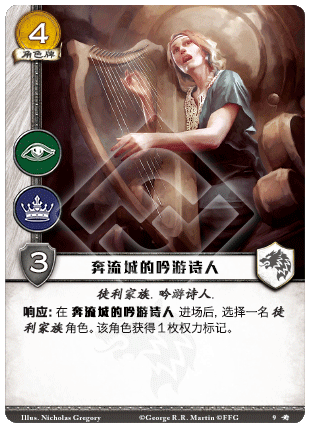 4
角色牌
3
奔流城的吟游诗人
徒利家族. 吟游诗人.
响应: 在 奔流城的吟游诗人 进场后, 选择一名 徒
利家族 角色。该角色获得 1 枚权力标记。
Illus. Nicholas Gregory ©George R.R. Martin ©FFG 9